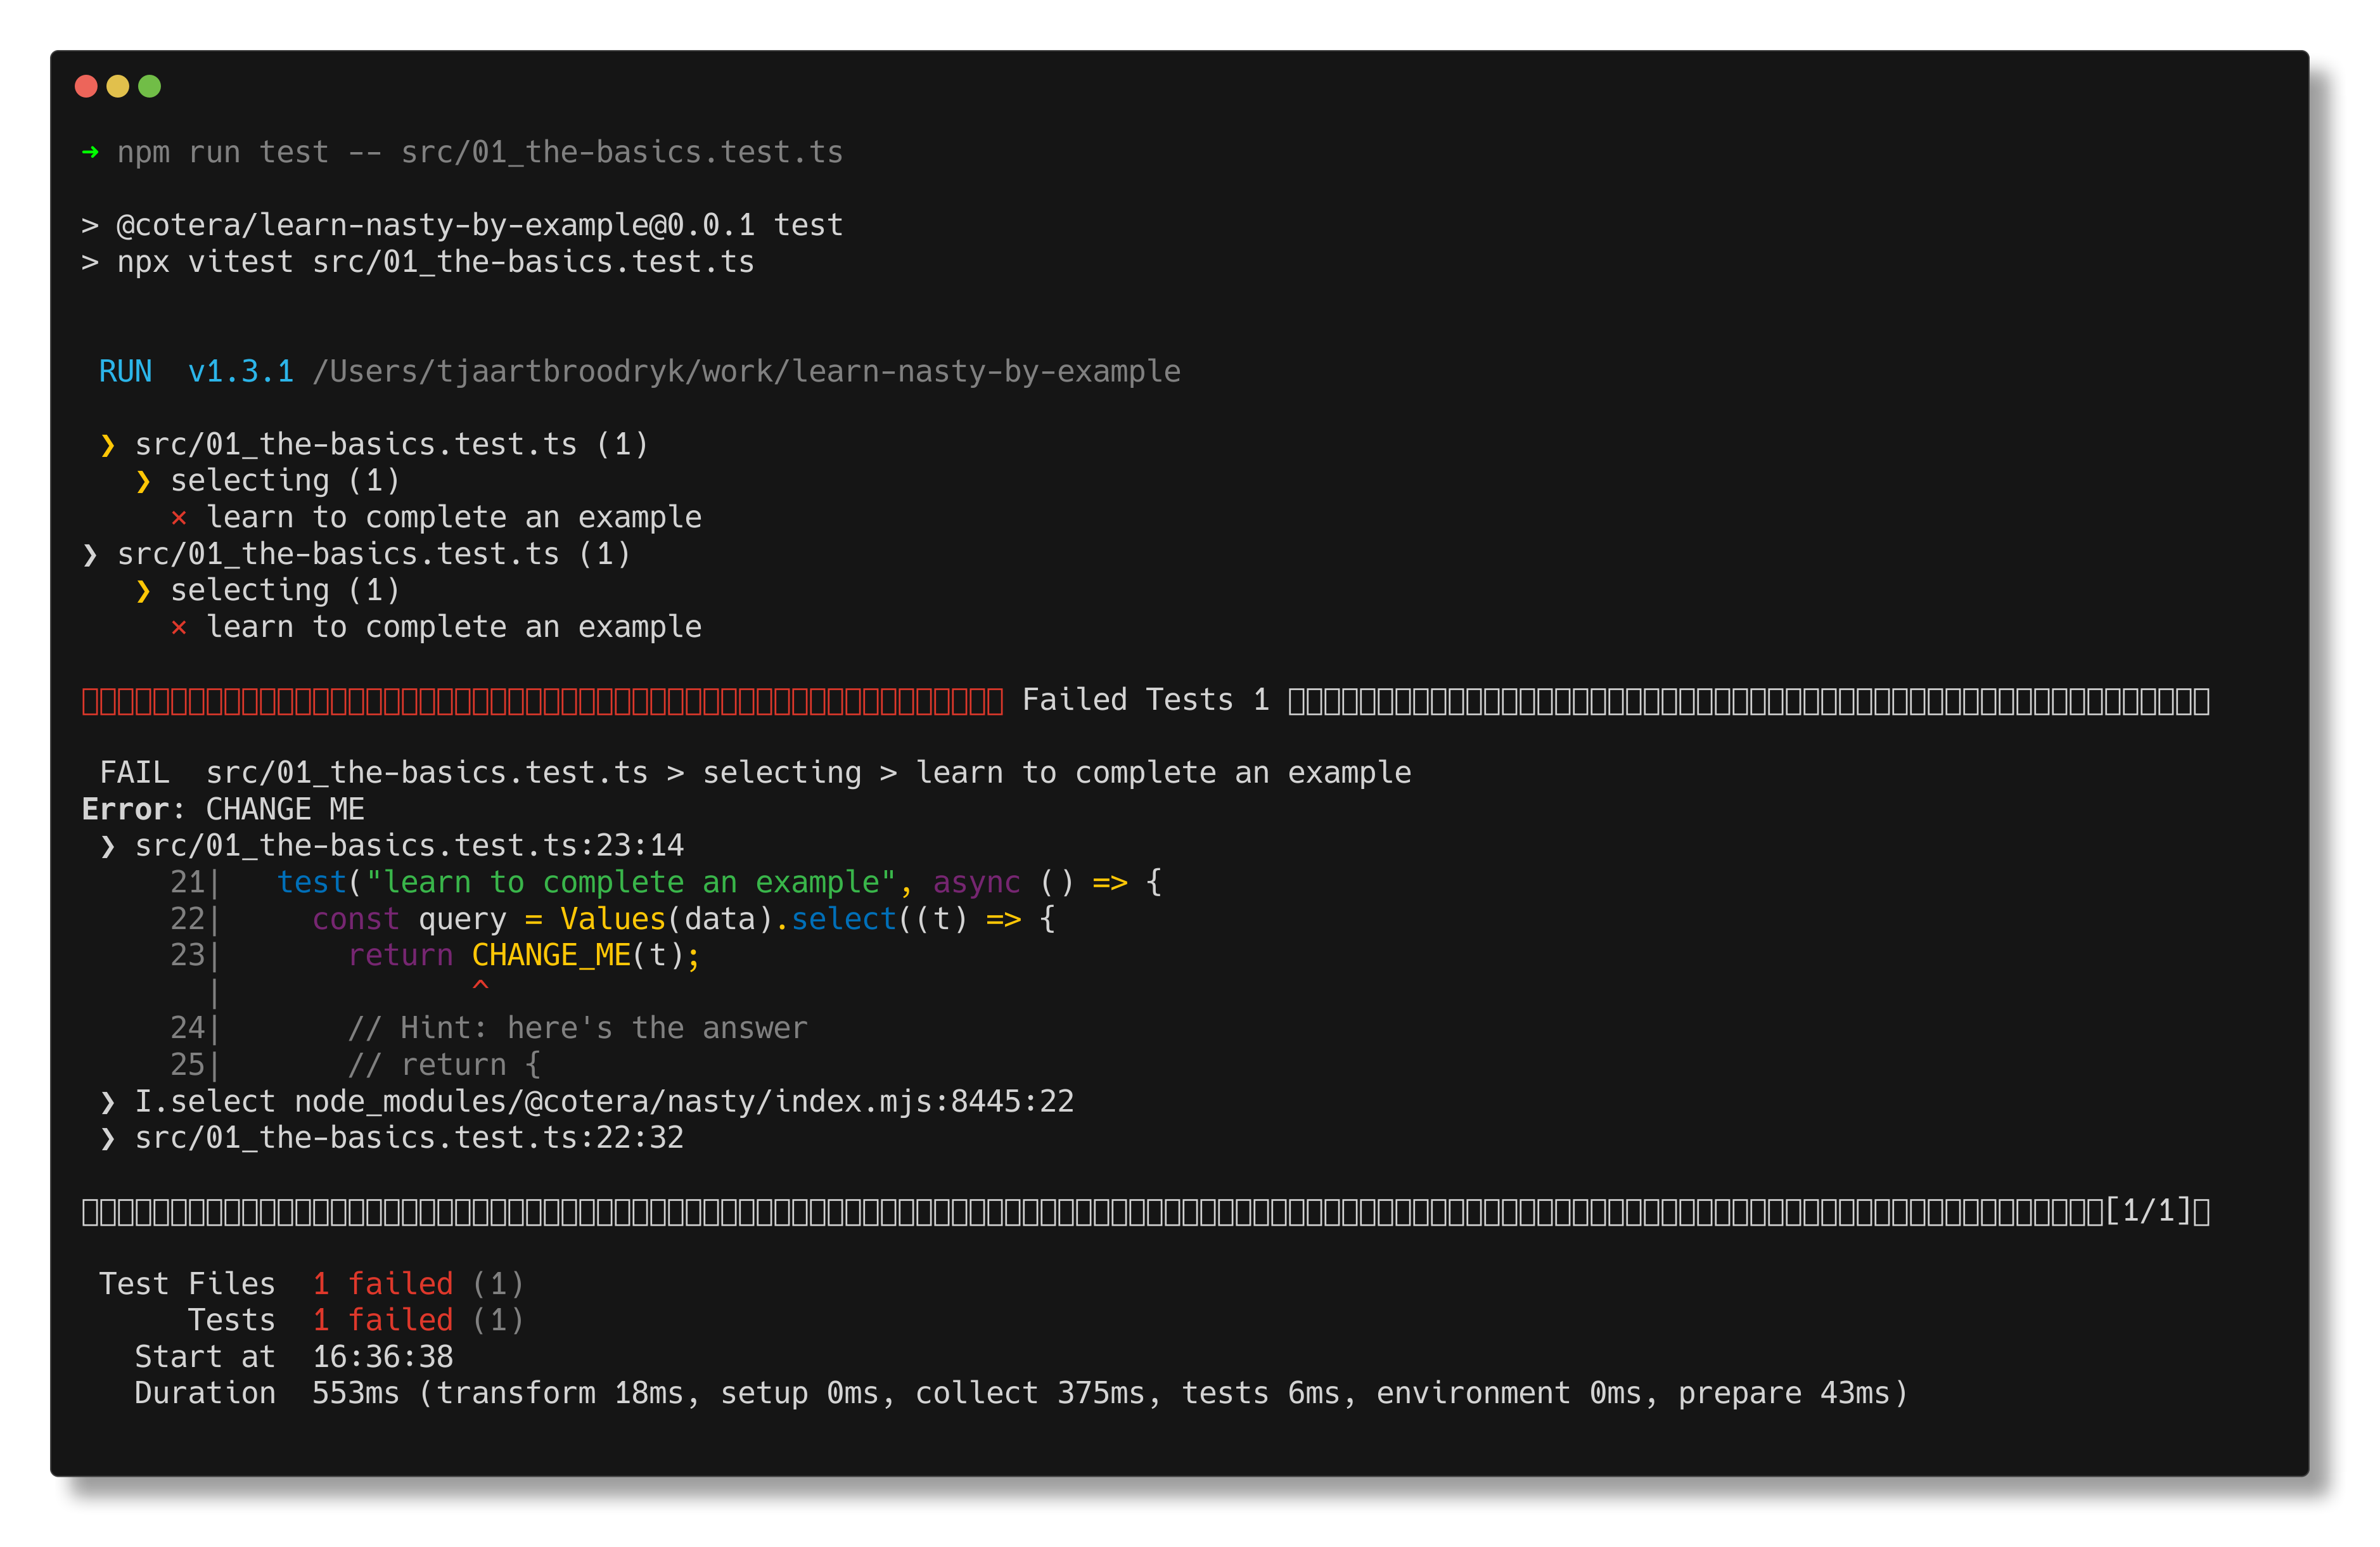 ➜ npm run test -- src/01_the-basics.test.ts
> @cotera/learn-nasty-by-example@0.0.1 test
> npx vitest src/01_the-basics.test.ts
RUN  v1.3.1 /Users/tjaartbroodryk/work/learn-nasty-by-example
❯ src/01_the-basics.test.ts (1)
❯ selecting (1)
× learn to complete an example
❯ src/01_the-basics.test.ts (1)
❯ selecting (1)
× learn to complete an example
Failed Tests 1
FAIL  src/01_the-basics.test.ts > selecting > learn to complete an example
Error: CHANGE ME
❯ src/01_the-basics.test.ts:23:14
21|   test("learn to complete an example", async () => {
22|     const query = Values(data).select((t) => {
23|       return CHANGE_ME(t);
|              ^
24|       // Hint: here's the answer
25|       // return {
❯ I.select node_modules/@cotera/nasty/index.mjs:8445:22
❯ src/01_the-basics.test.ts:22:32
[1/1]
Test Files  1 failed (1)
Tests  1 failed (1)
Start at  16:36:38
Duration  553ms (transform 18ms, setup 0ms, collect 375ms, tests 6ms, environment 0ms, prepare 43ms)